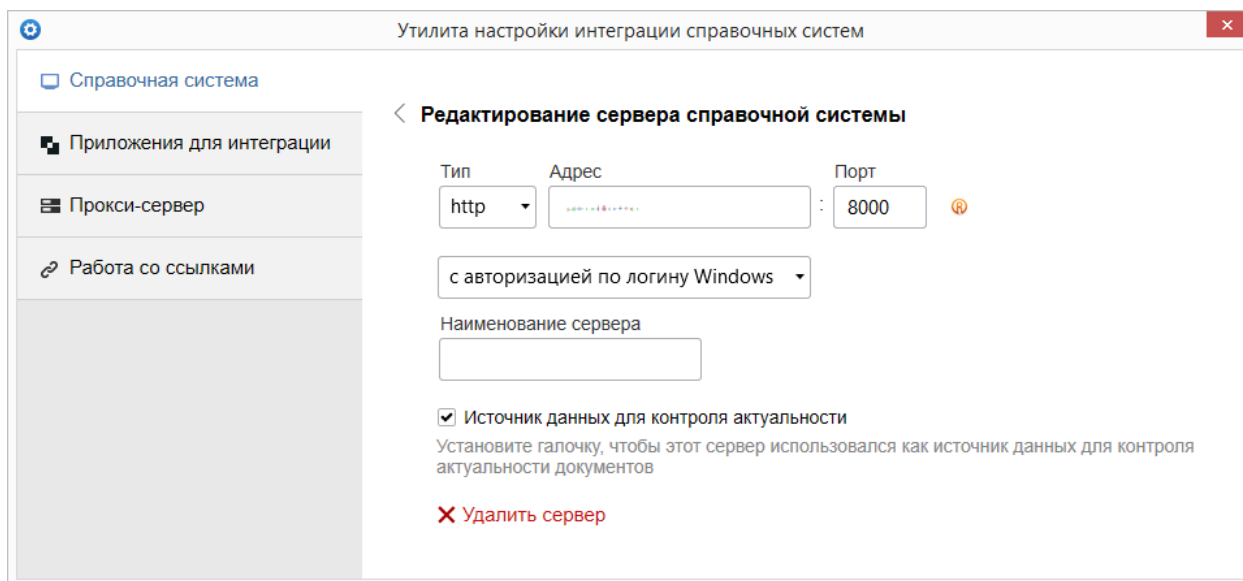 Утилита настройки интеграции справочных систем
Справочная система
Приложения для интеграции
Прокси-сервер
Работа со ссылками
Редактирование сервера справочной системы
Тип Адрес Порт
http : 8000
с авторизацией по логину Windows
Наименование сервера
Источник данных для контроля актуальности
Установите галочку, чтобы этот сервер использовался как источник данных для контроля
актуальности документов
Удалить сервер